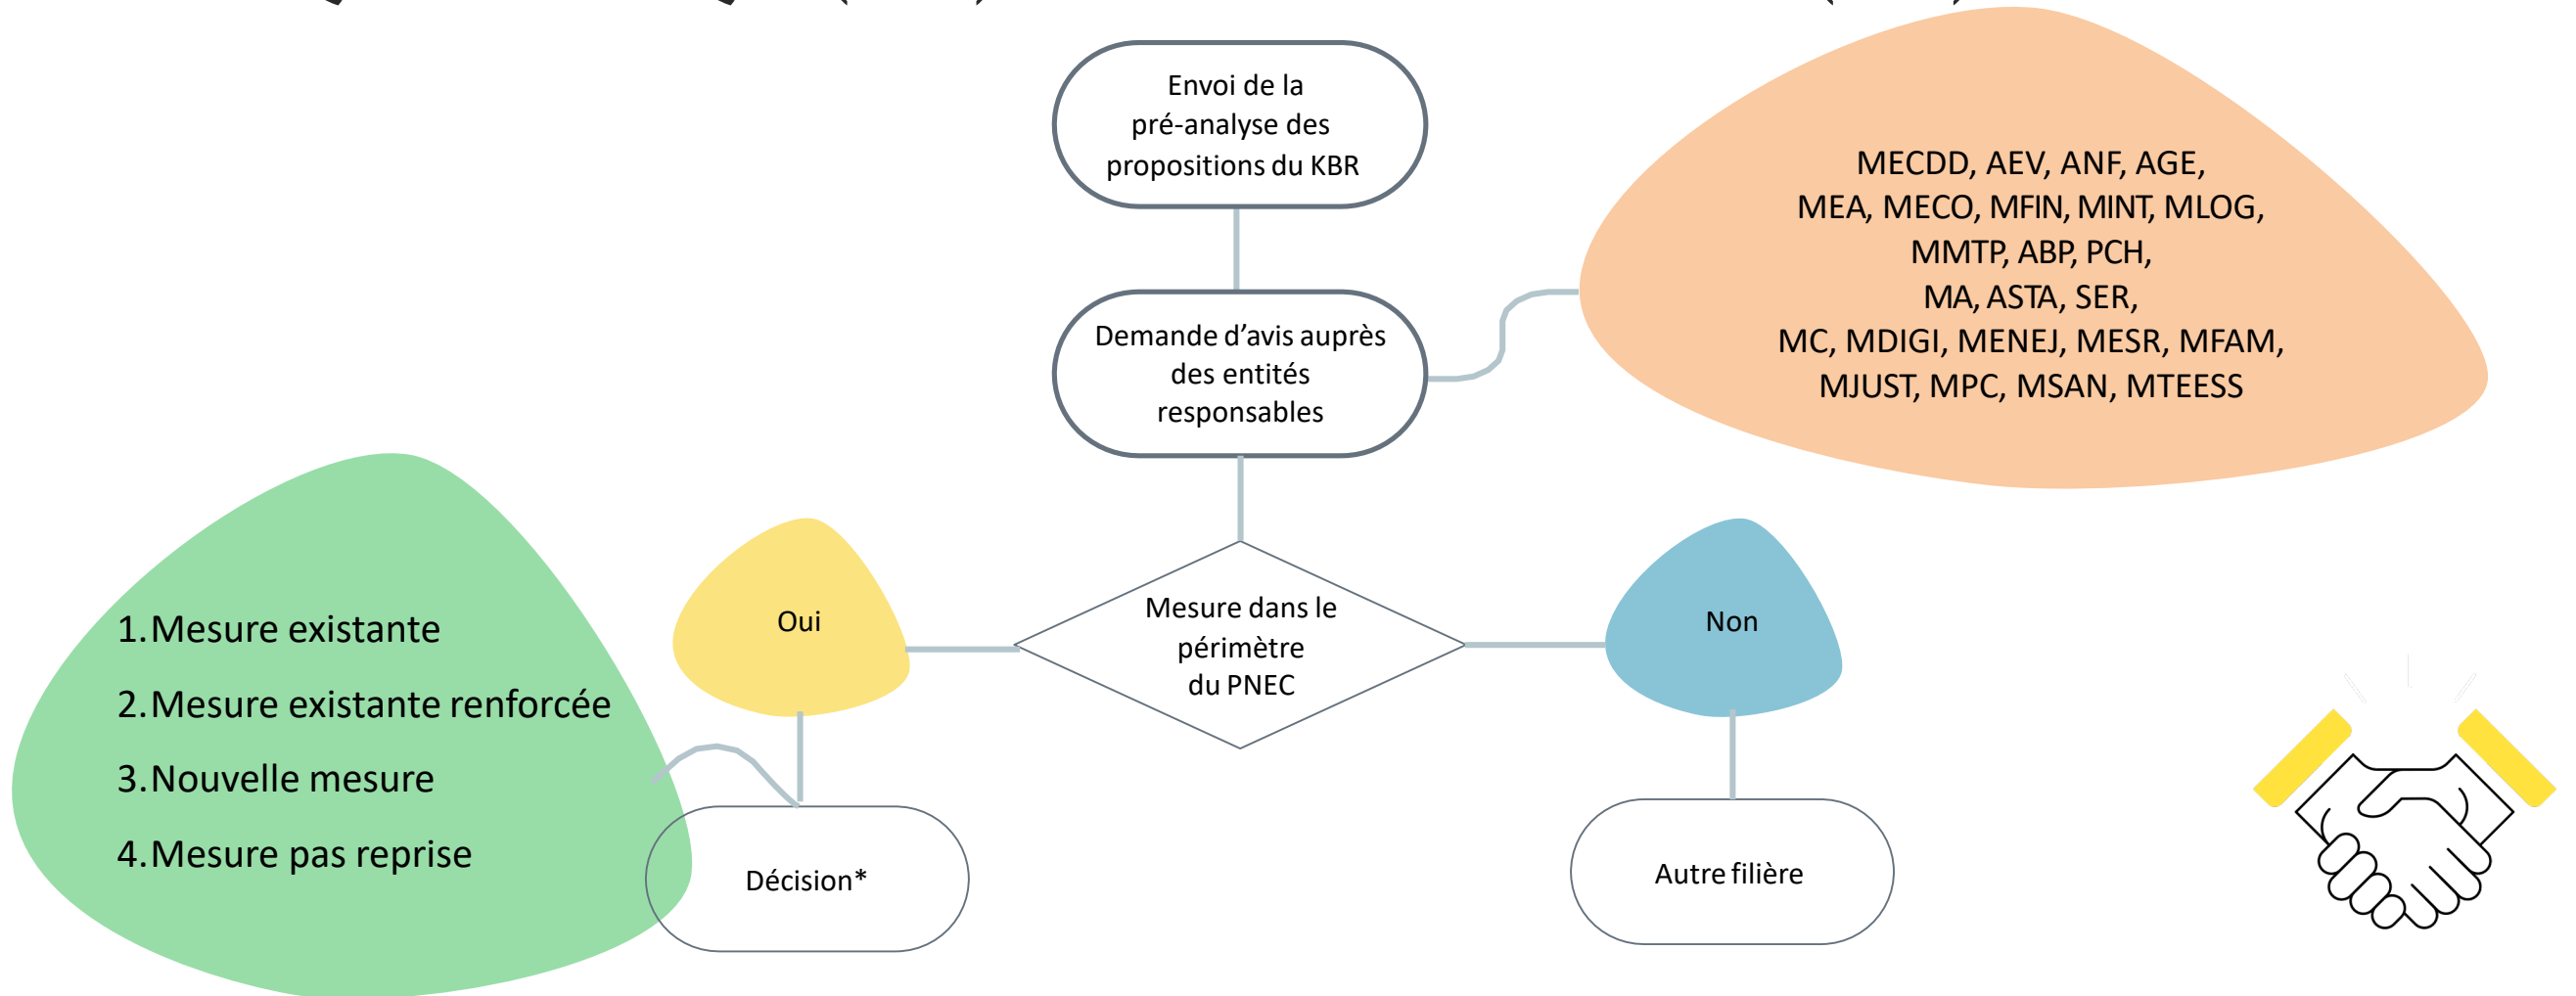 Envoi de la
pré-analyse des
propositions du KBR
MECDD, AEV, ANF, AGE,
MEA, MECO, MFIN, MINT, MLOG,
MMTP, ABP, PCH,
MA, ASTA, SER,
MC, MDIGI, MENEJ, MESR, MFAM,
MJUST, MPC, MSAN, MTEESS
Demande d’avis auprès
des entités
responsables
Mesure dans le
périmètre
du PNEC
Oui
Non
1.Mesure existante
2.Mesure existante renforcée
3.Nouvelle mesure
4.Mesure pas reprise
Décision*
Autre filière